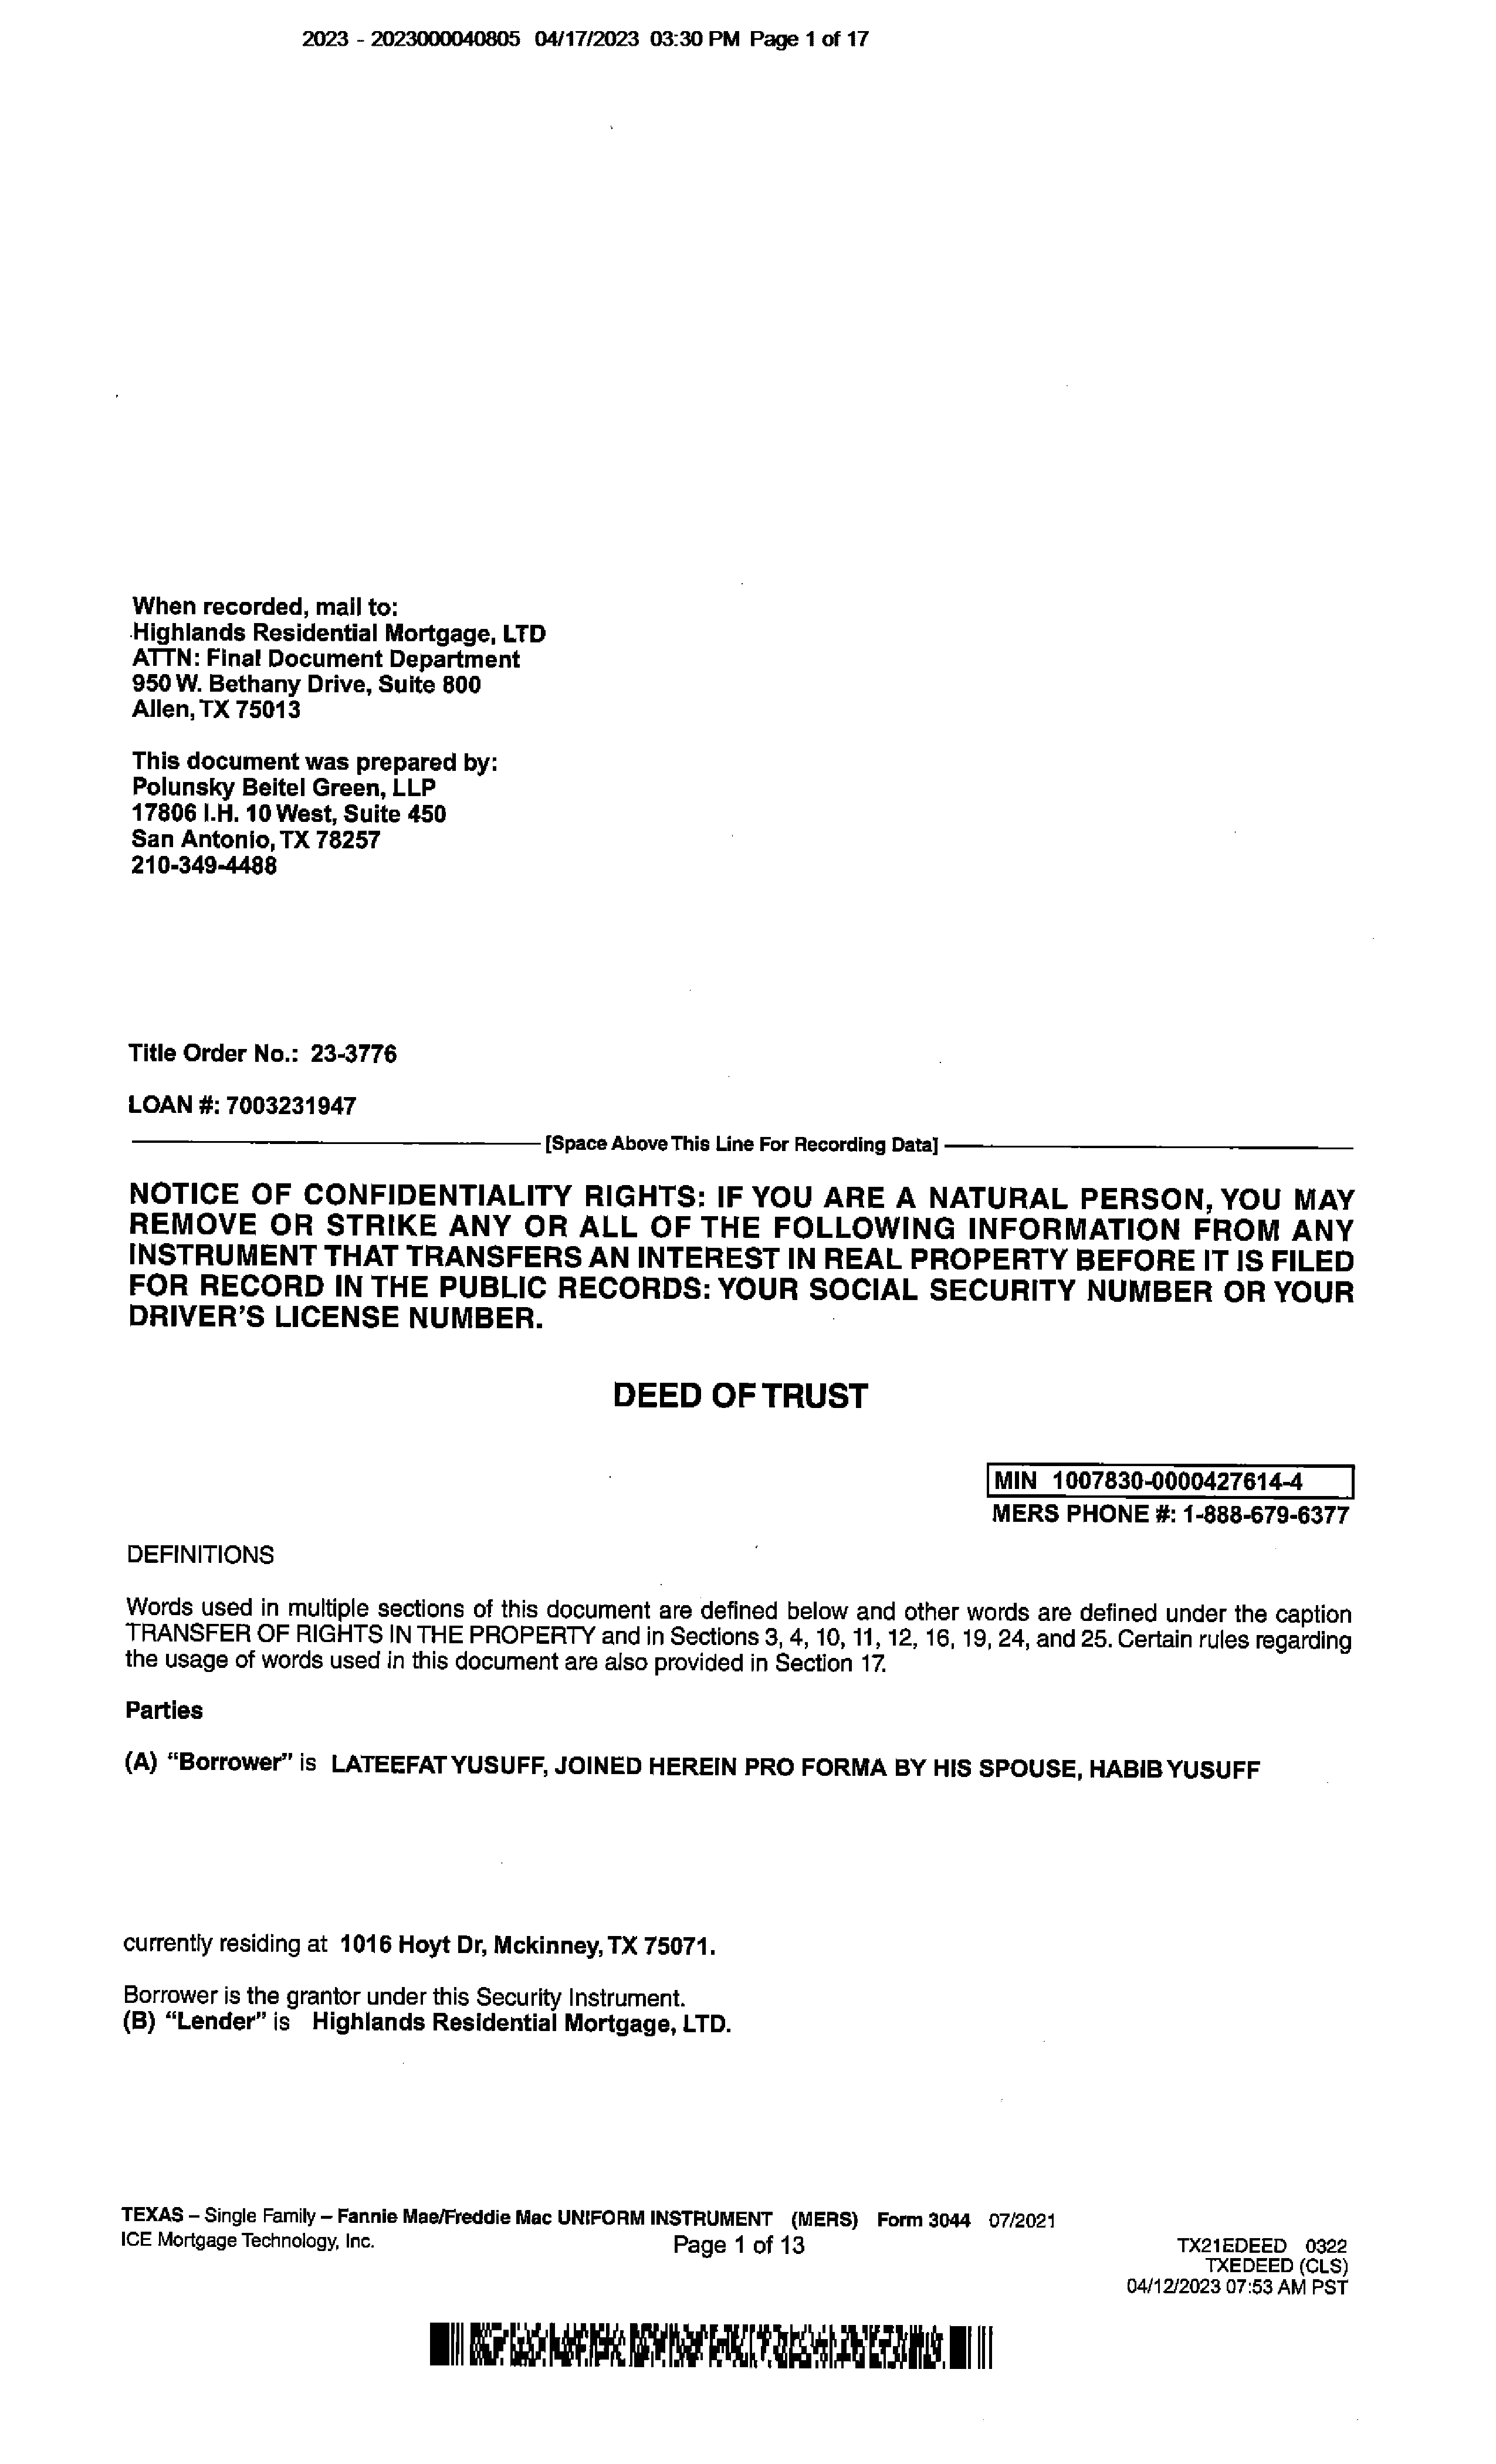 2023 - 2023000040805 04/17/2023 03:30 PM Page 1 of 17
When recorded, mail to:
Highlands Residential Mortgage, LTD
ATTN: Final Document Department
950 W. Bethany Drive, Suite 800
Allen, TX 75013
This document was prepared by:
Polunsky Beitel Green, LLP
17806 I.H. 10 West, Suite 450
San Antonio, TX 78257
210-349-4488
Title Order No.: 23-3776
LOAN #: 7003231947
[Space Above This Line For Recording Data]
NOTICE OF CONFIDENTIALITY RIGHTS: IF YOU ARE A NATURAL PERSON, YOU MAY
REMOVE OR STRIKE ANY OR ALL OF THE FOLLOWING INFORMATION FROM ANY
INSTRUMENT THAT TRANSFERS AN INTEREST IN REAL PROPERTY BEFORE IT IS FILED
FOR RECORD IN THE PUBLIC RECORDS: YOUR SOCIAL SECURITY NUMBER OR YOUR
DRIVER'S LICENSE NUMBER.
DEED OF TRUST
MIN 1007830-0000427614-4
MERS PHONE #: 1-888-679-6377
DEFINITIONS
Words used in multiple sections of this document are defined below and other words are defined under the caption
TRANSFER OF RIGHTS IN THE PROPERTY and in Sections 3, 4, 10, 11, 12, 16, 19, 24, and 25. Certain rules regarding
the usage of words used in this document are also provided in Section 17.
Parties
(A) “Borrower” is LATEEFAT YUSUFF, JOINED HEREIN PRO FORMA BY HIS SPOUSE, HABIB YUSUFF
currently residing at 1016 Hoyt Dr, Mckinney, TX 75071.
Borrower is the grantor under this Security Instrument.
(B) “Lender” is Highlands Residential Mortgage, LTD.
TEXAS – Single Family – Fannie Mae/Freddie Mac UNIFORM INSTRUMENT (MERS) Form 3044 07/2021
ICE Mortgage Technology, Inc. Page 1 of 13 TX21EDEED 0322
TXEDEED (CLS)
04/12/2023 07:53 AM PST